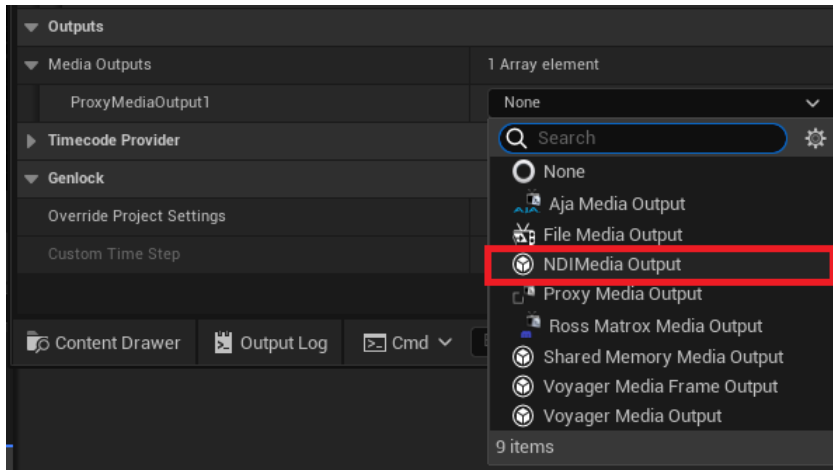 Outputs
Media Outputs
1 Array element
ProxyMediaOutput1
None
Timecode Provider
Search
Genlock
None
Override Project Settings
Aja Media Output
Custom Time Step
File Media Output
NDIMedia Output
Proxy Media Output
Ross Matrox Media Output
Content Drawer
Output Log
Cmd
Shared Memory Media Output
Voyager Media Frame Output
Voyager Media Output
9 items